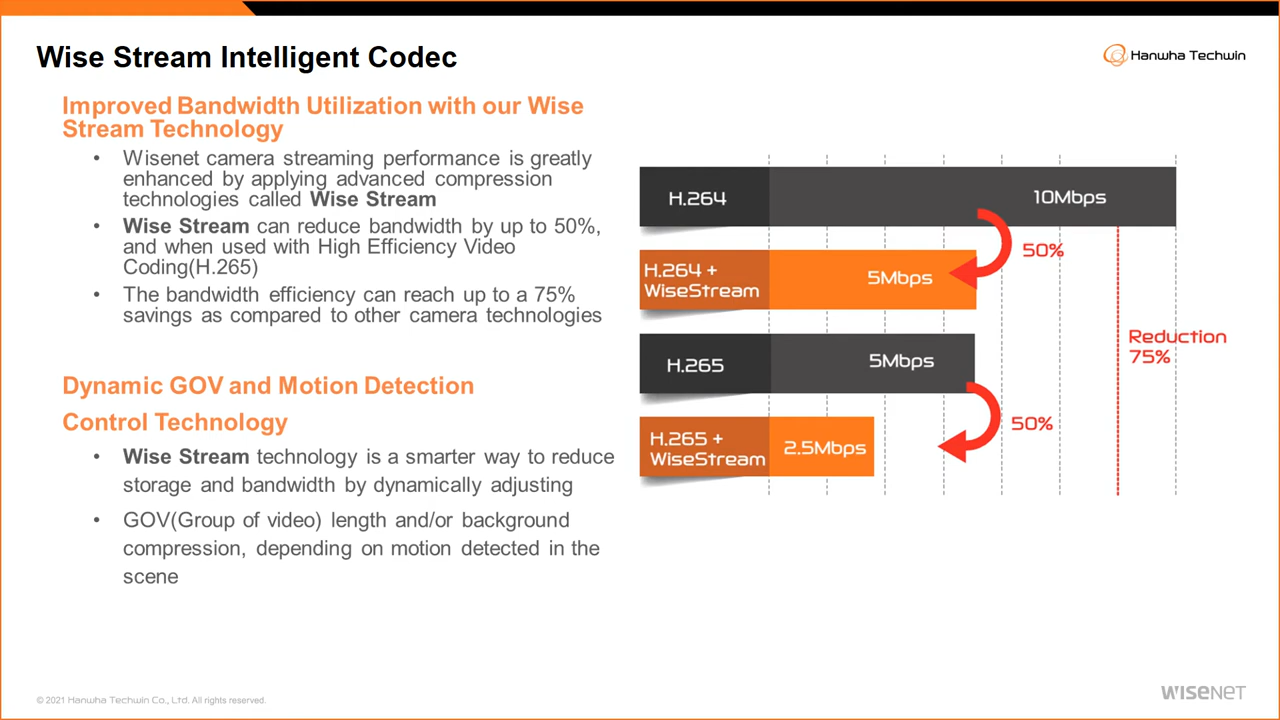 Wise Stream Intelligent Codec
Hanwha Techwin
Improved Bandwidth Utilization with our Wise
Stream Technology
• Wisenet camera streaming performance is greatly
enhanced by applying advanced compression
technologies called Wise Stream
• Wise Stream can reduce bandwidth by up to 50%,
and when used with High Efficiency Video
Coding(H.265)
• The bandwidth efficiency can reach up to a 75%
savings as compared to other camera technologies
Dynamic GOV and Motion Detection
Control Technology
• Wise Stream technology is a smarter way to reduce
storage and bandwidth by dynamically adjusting
• GOV(Group of video) length and/or background
compression, depending on motion detected in the
scene
H.264
10Mbps
50%
H.264 +
WiseStream
5Mbps
H.265
5Mbps
Reduction
75%
50%
H.265 +
WiseStream
2.5Mbps
© 2021 Hanwha Techwin Co., Ltd. All rights reserved.
WISENET